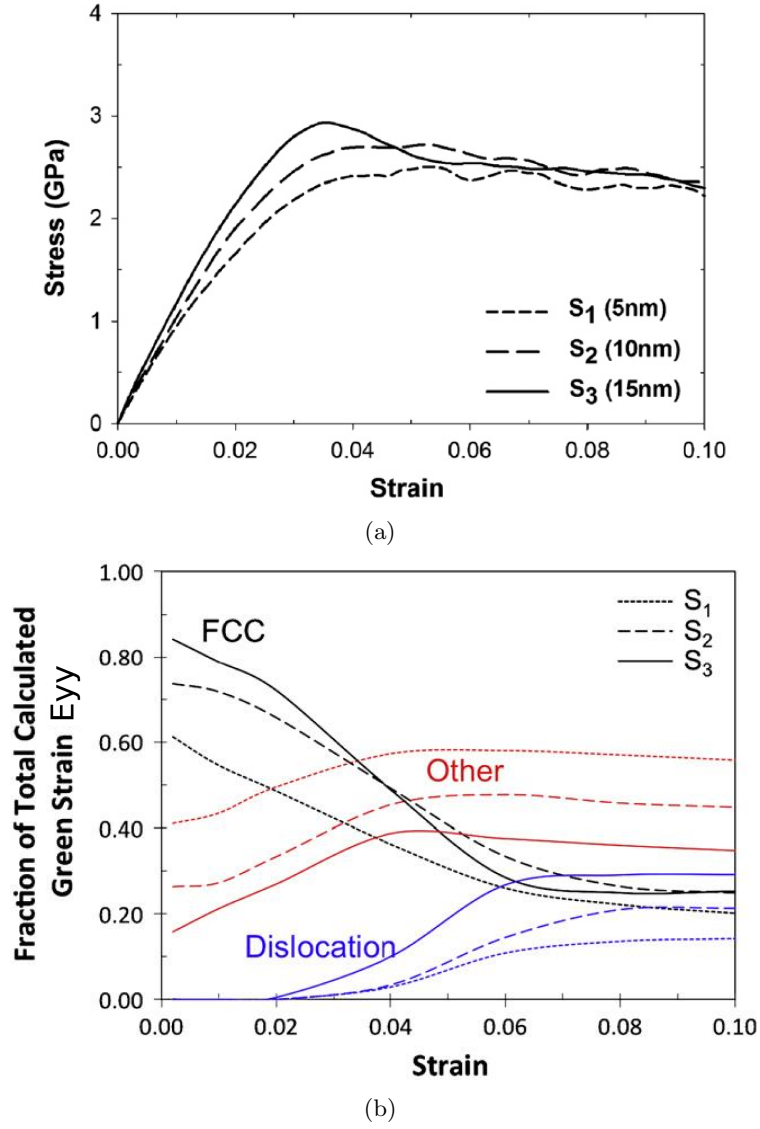 4
3
2
1
0
Stress (GPa)
S1 (5nm)
S2 (10nm)
S3 (15nm)
0.00 0.02 0.04 0.06 0.08 0.10
Strain
(a)
1.00
0.80
0.60
0.40
0.20
0.00
Fraction of Total Calculated
Green Strain Eyy
FCC
Other
Dislocation
S1
S2
S3
0.00 0.02 0.04 0.06 0.08 0.10
Strain
(b)